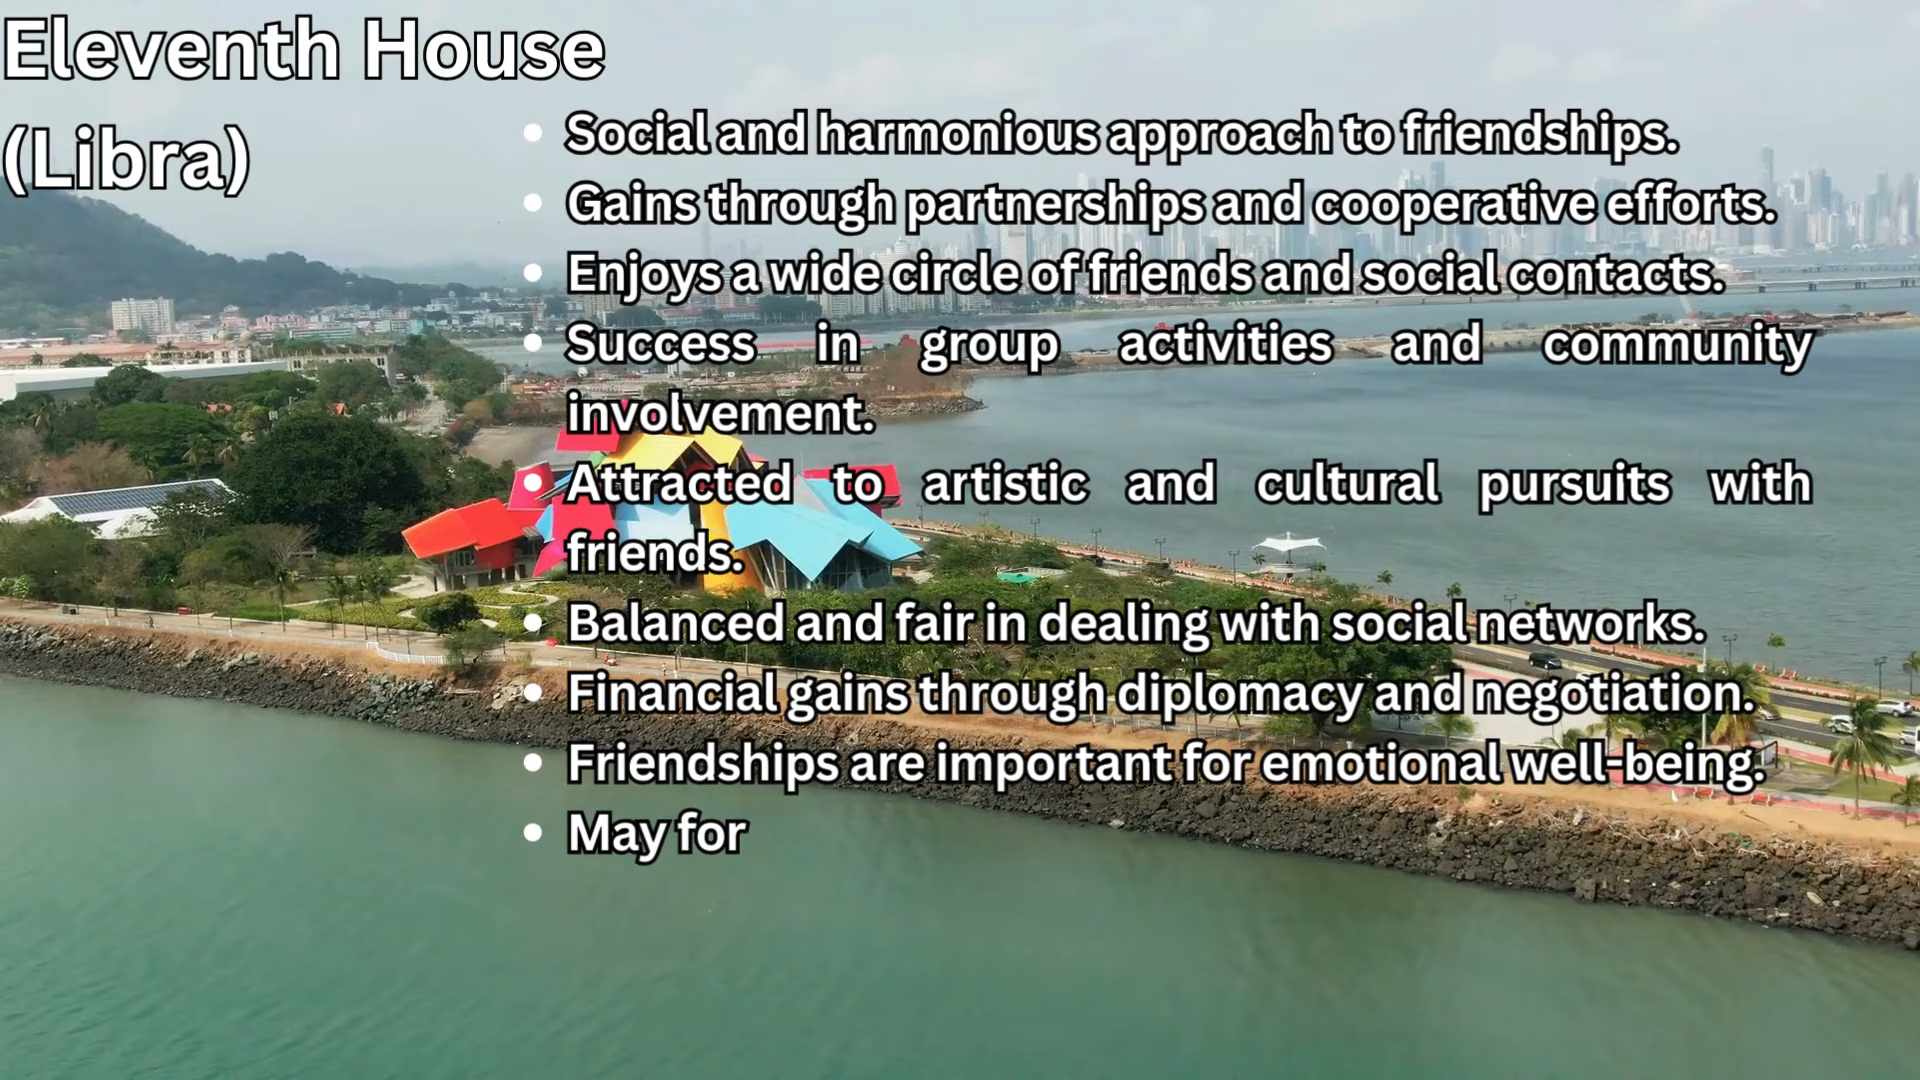 Eleventh House
(Libra)
• Social and harmonious approach to friendships.
• Gains through partnerships and cooperative efforts.
• Enjoys a wide circle of friends and social contacts.
• Success in group activities and community
involvement.
• Attracted to artistic and cultural pursuits with
friends.
• Balanced and fair in dealing with social networks.
• Financial gains through diplomacy and negotiation.
• Friendships are important for emotional well-being.
• May for